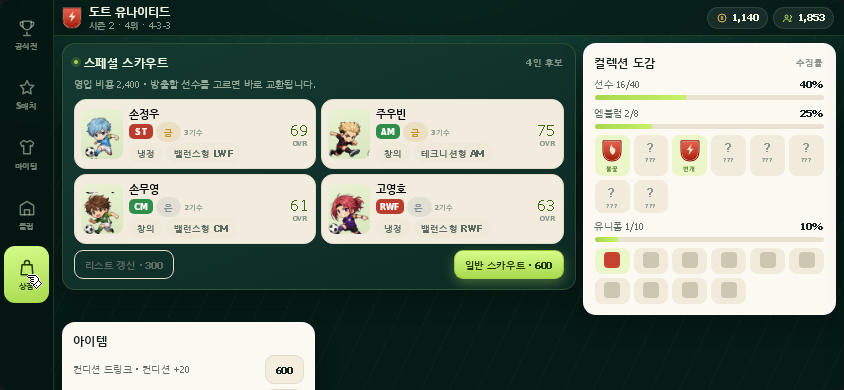 도트 유나이티드
시즌 2 · 4위 · 4-3-3
1,140
1,853
공식전
S매치
마이팀
클럽
상점
스페셜 스카우트
4인 후보
영입 비용 2,400 · 방출할 선수를 고르면 바로 교환됩니다.
손정우
ST 금 3기수
69
OVR
냉정 밸런스형 LWF
주우빈
AM 금 3기수
75
OVR
창의 테크니션형 AM
손무영
CM 은 2기수
61
OVR
창의 밸런스형 CM
고영호
RWF 은 2기수
63
OVR
냉정 밸런스형 RWF
리스트 갱신 · 300
일반 스카우트 · 600
컬렉션 도감
수집률
선수 16/40
40%
엠블럼 2/8
25%
불꽃
?
???
번개
?
???
?
???
?
???
?
???
?
???
유니폼 1/10
10%
아이템
컨디션 드링크 · 컨디션 +20
600